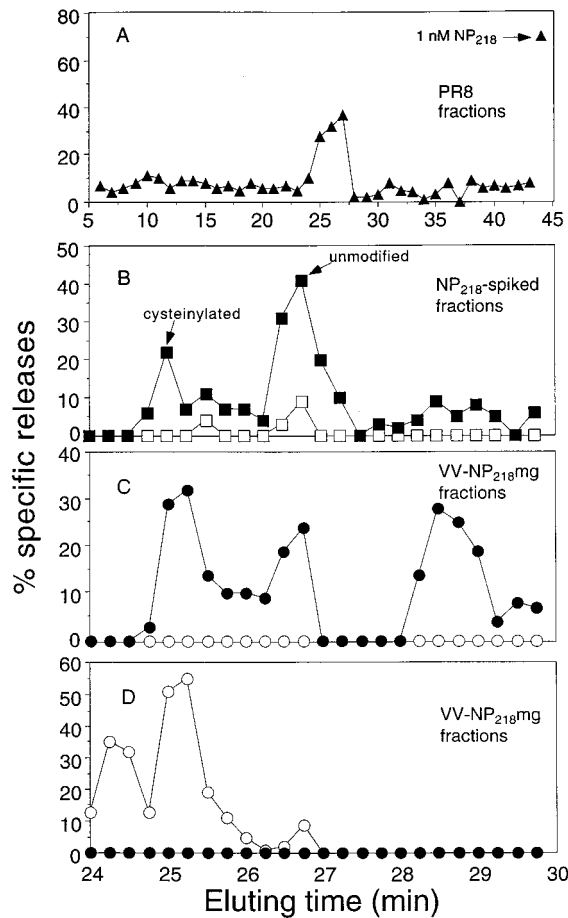 A
1 nM NP218
PR8
fractions
80
60
40
20
0
5 10 15 20 25 30 35 40 45
B
unmodified
cysteinylated
NP218-spiked
fractions
50
40
30
20
10
0
C
VV-NP218mg
fractions
40
30
20
10
0
D
VV-NP218mg
fractions
60
50
40
30
20
10
0
24 25 26 27 28 29 30
Eluting time (min)
% specific releases